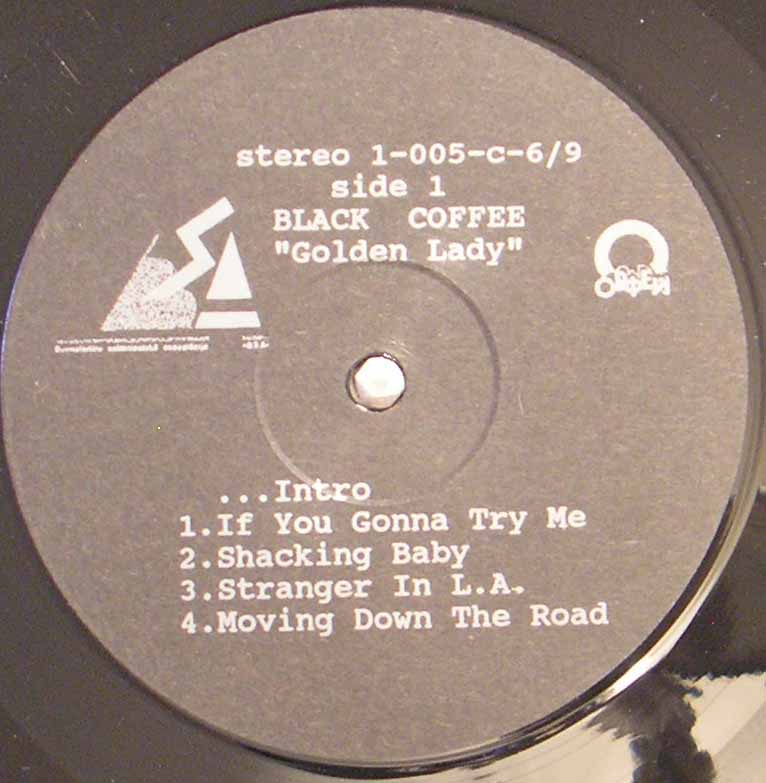 stereo 1-005-c-6/9
side 1
BLACK COFFEE
"Golden Lady"
...Intro
1.If You Gonna Try Me
2.Shacking Baby
3.Stranger In L.A.
4.Moving Down The Road